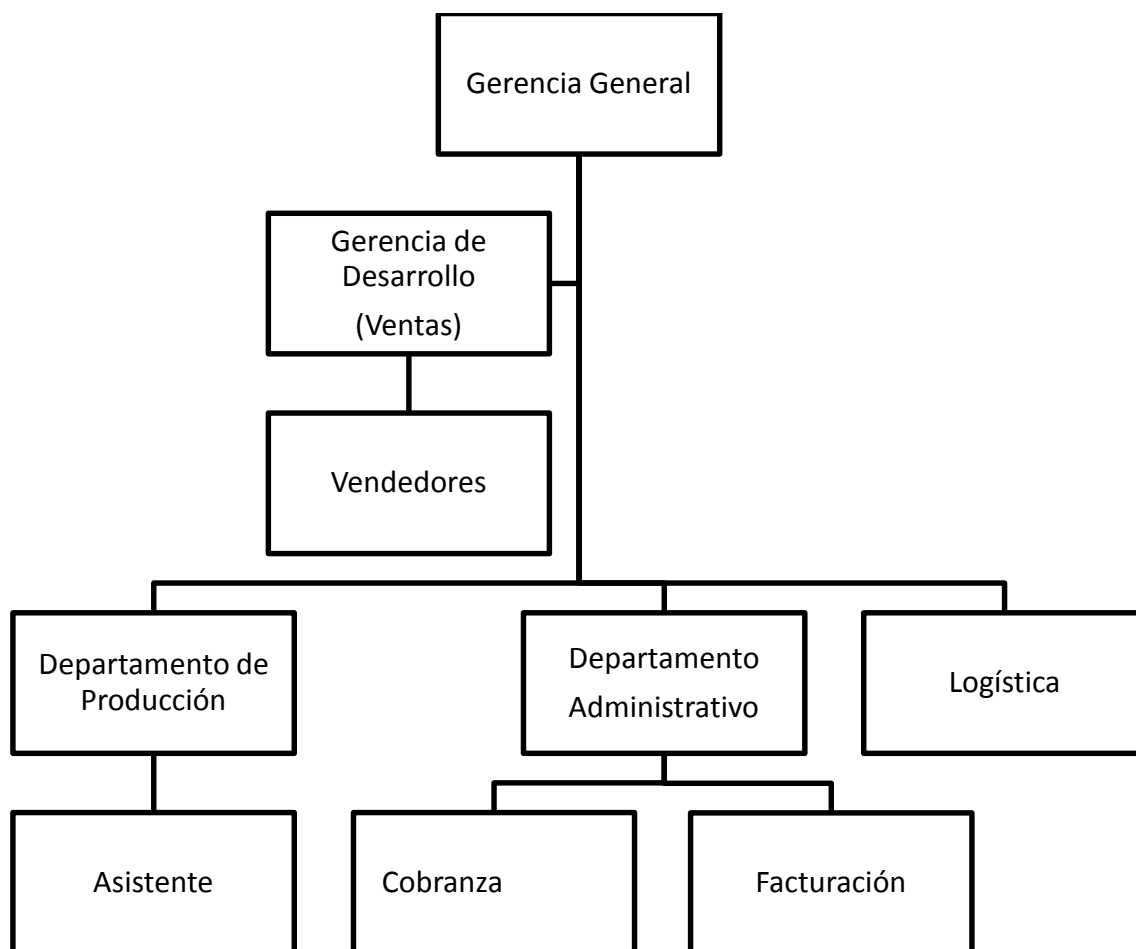 Gerencia General
Gerencia de
Desarrollo
(Ventas)
Vendedores
Departamento de
Producción
Departamento
Administrativo
Logística
Asistente
Cobranza
Facturación